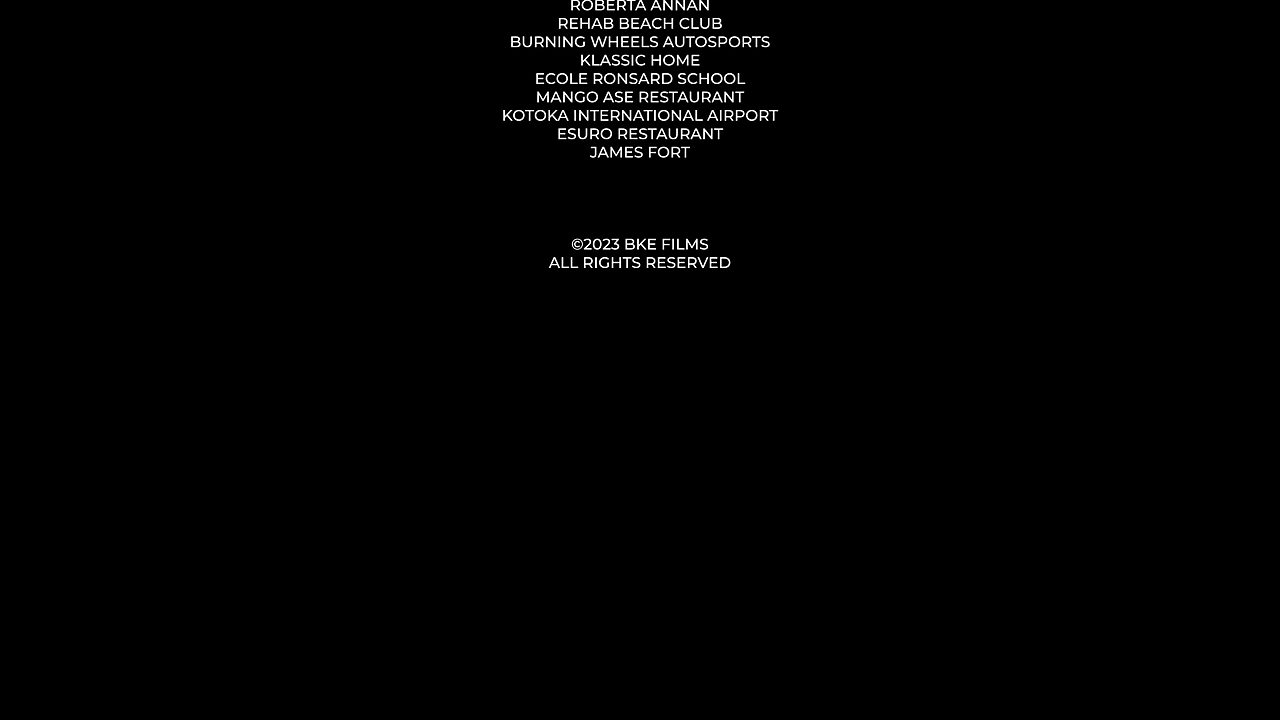 ROBERTA ANNAN
REHAB BEACH CLUB
BURNING WHEELS AUTOSPORTS
KLASSIC HOME
ECOLE RONSARD SCHOOL
MANGO ASE RESTAURANT
KOTOKA INTERNATIONAL AIRPORT
ESURO RESTAURANT
JAMES FORT
©2023 BKE FILMS
ALL RIGHTS RESERVED